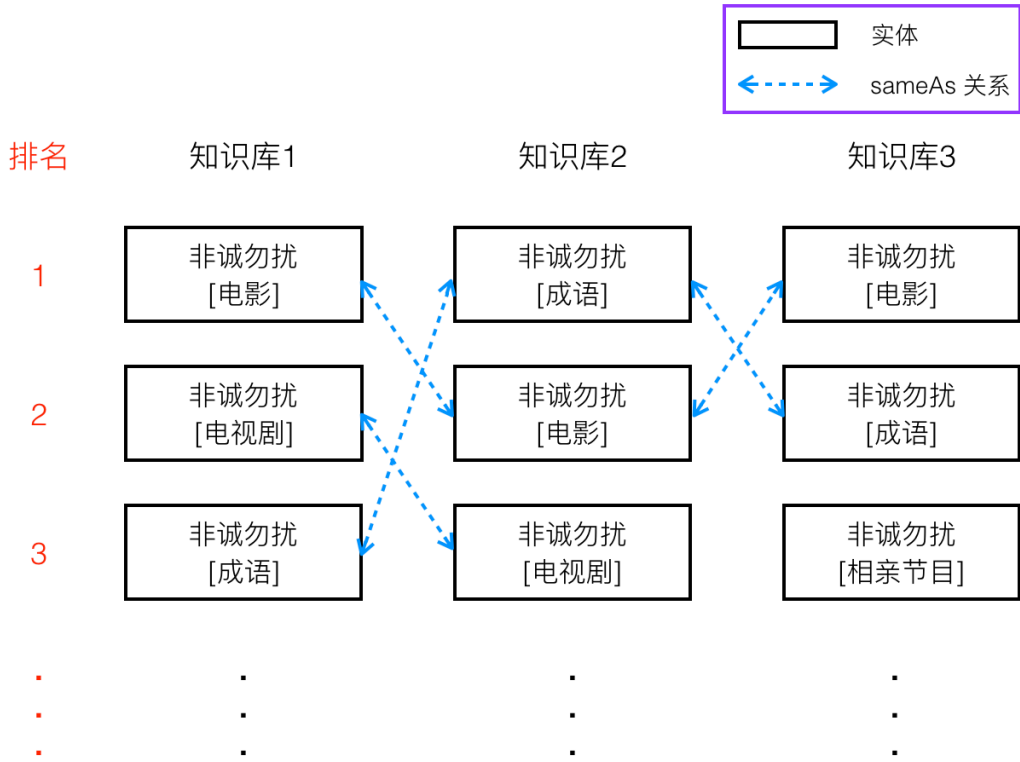 实体
sameAs 关系
排名 知识库1 知识库2 知识库3
1
非诚勿扰
[电影]
非诚勿扰
[成语]
非诚勿扰
[电影]
2
非诚勿扰
[电视剧]
非诚勿扰
[电影]
非诚勿扰
[成语]
3
非诚勿扰
[成语]
非诚勿扰
[电视剧]
非诚勿扰
[相亲节目]